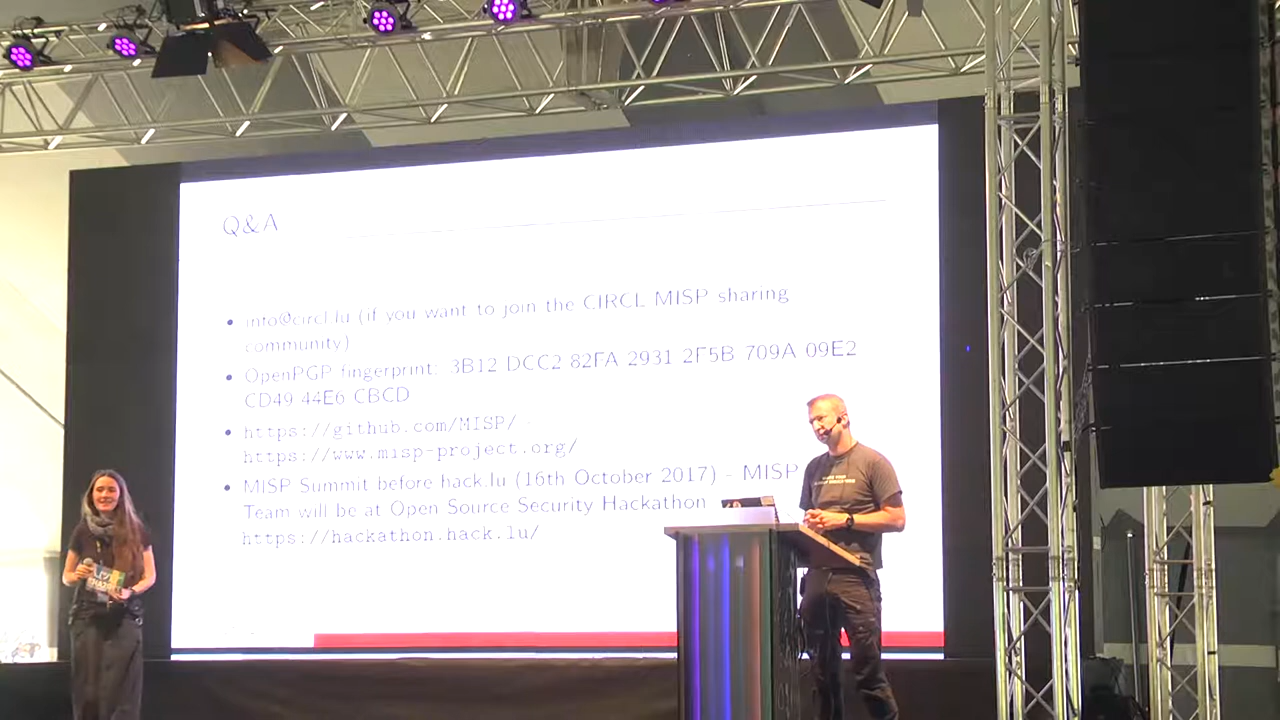 Q&A
info@circl.lu (if you want to join the CIRCL MISP sharing
community)
OpenPGP fingerprint: 3B12 DCC2 82FA 2931 2F5B 709A 09E2
CD49 44E6 CBCD
https://github.com/MISP/
https://www.misp-project.org/
MISP Summit before hack.lu (16th October 2017) - MISP
Team will be at Open Source Security Hackathon
https://hackathon.hack.lu/